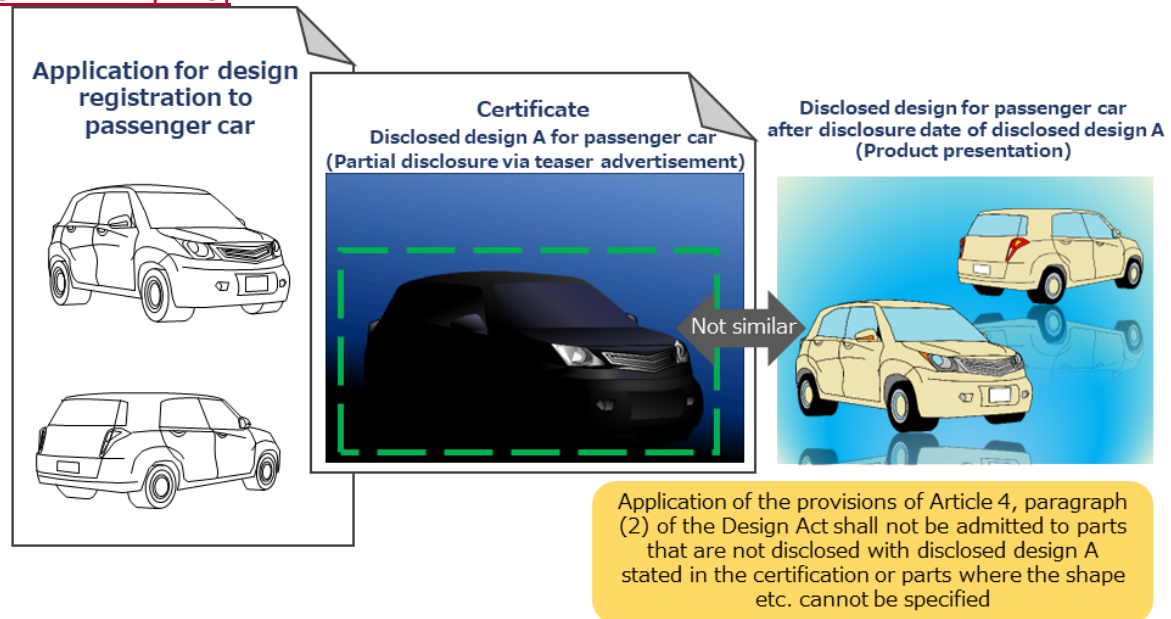 Application for design
registration to
passenger car
Certificate
Disclosed design A for passenger car
(Partial disclosure via teaser advertisement)
Disclosed design for passenger car
after disclosure date of disclosed design A
(Product presentation)
Not similar
Application of the provisions of Article 4, paragraph
(2) of the Design Act shall not be admitted to parts
that are not disclosed with disclosed design A
stated in the certification or parts where the shape
etc. cannot be specified